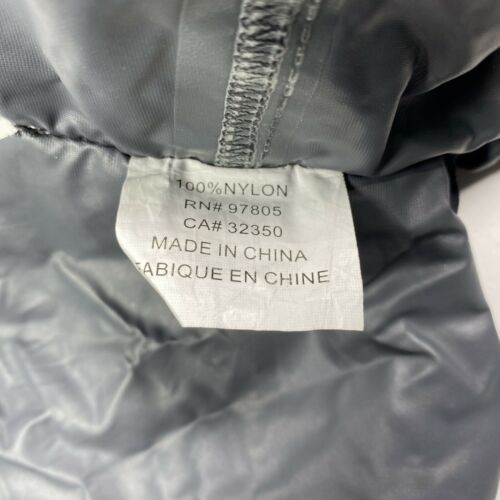 100%NYLON
RN# 97805
CA# 32350
MADE IN CHINA
FABIQUE EN CHINE